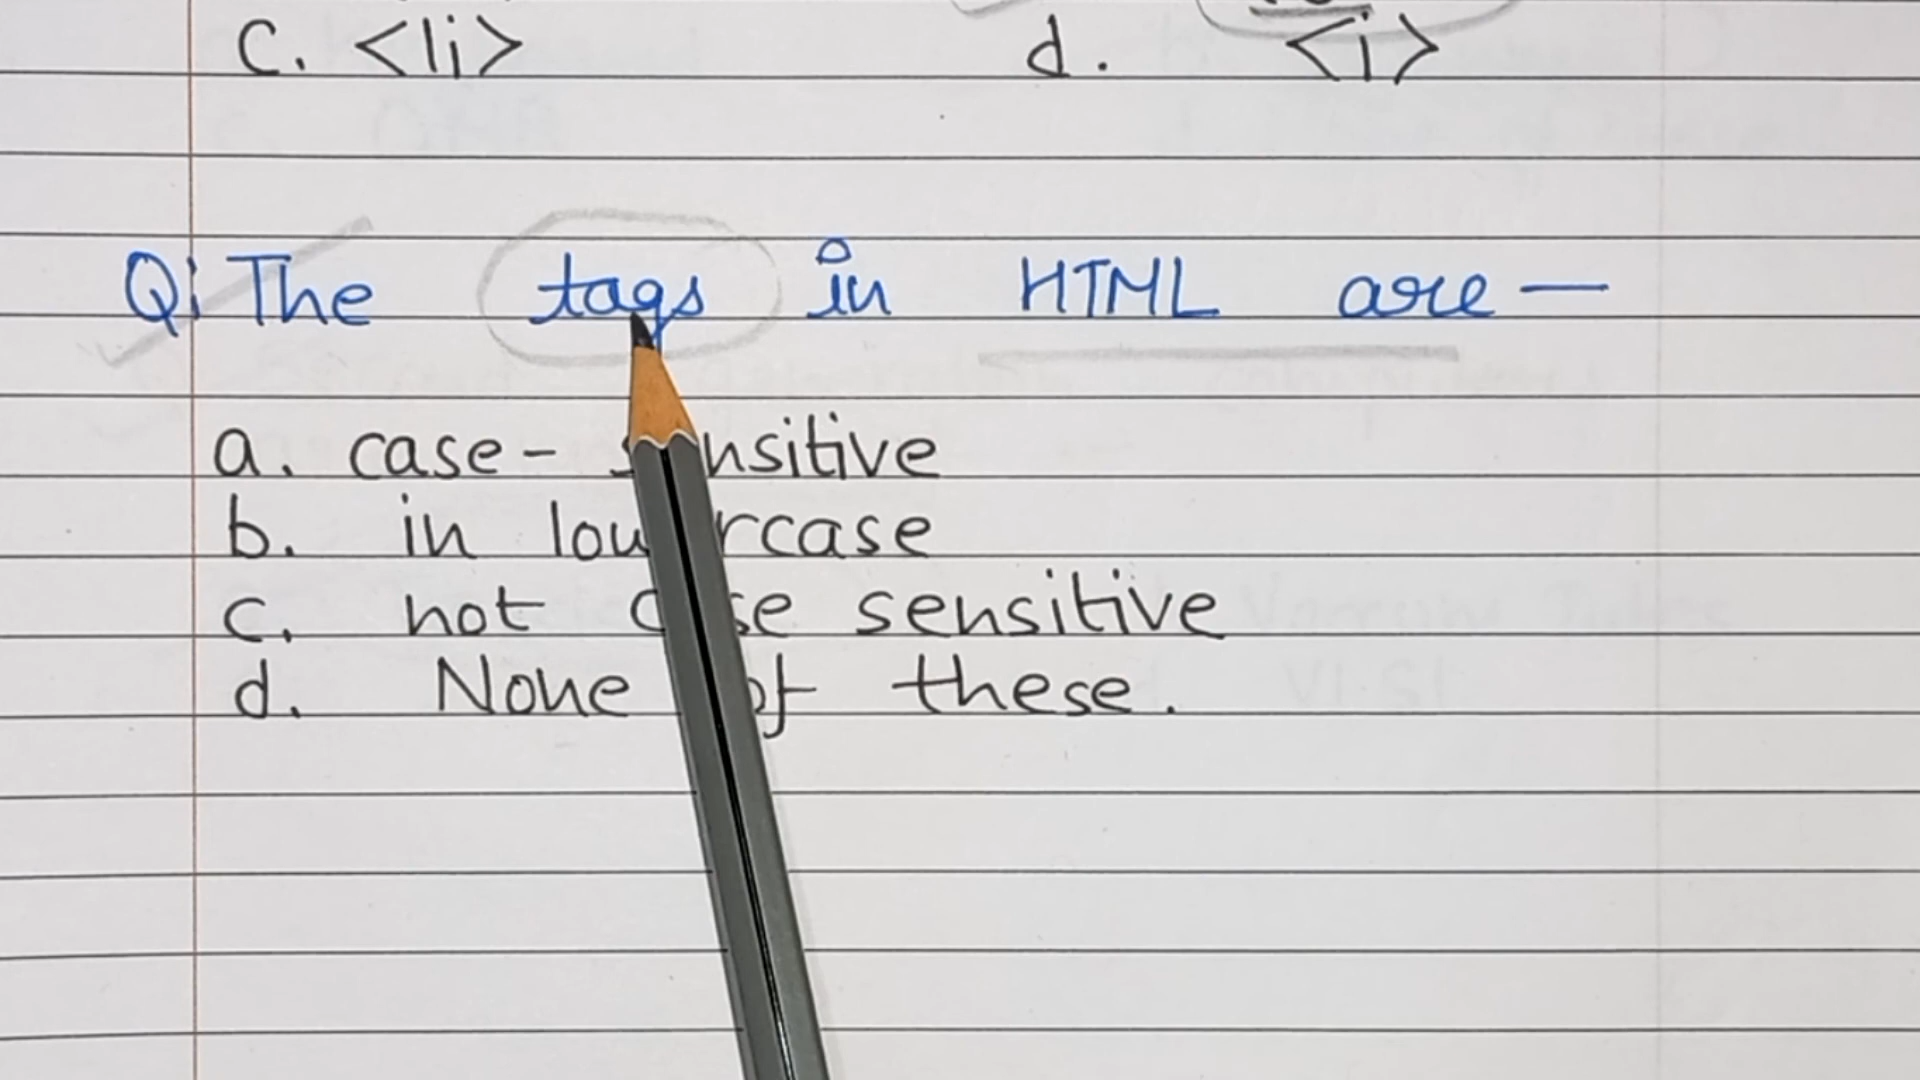 c. <li> d. <i>
Q: The tags in HTML are —
a. case- sensitive
b. in lowercase
c. not case sensitive
d. None of these.